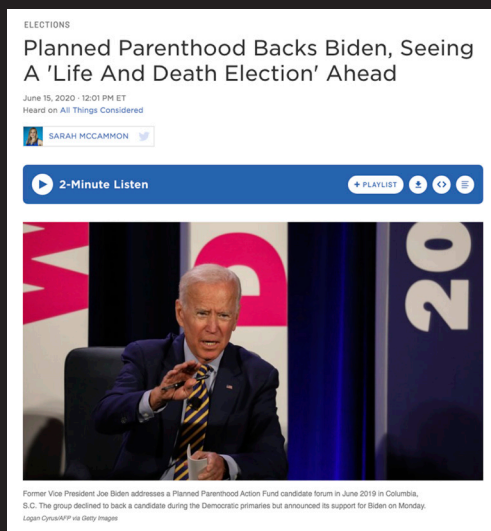 ELECTIONS
Planned Parenthood Backs Biden, Seeing
A 'Life And Death Election' Ahead
June 15, 2020 · 12:01 PM ET
Heard on All Things Considered
SARAH MCCAMMON
2-Minute Listen
+ PLAYLIST
W
D
20
Former Vice President Joe Biden addresses a Planned Parenthood Action Fund candidate forum in June 2019 in Columbia,
S.C. The group declined to back a candidate during the Democratic primaries but announced its support for Biden on Monday.
Logan Cyrus/AFP via Getty Images